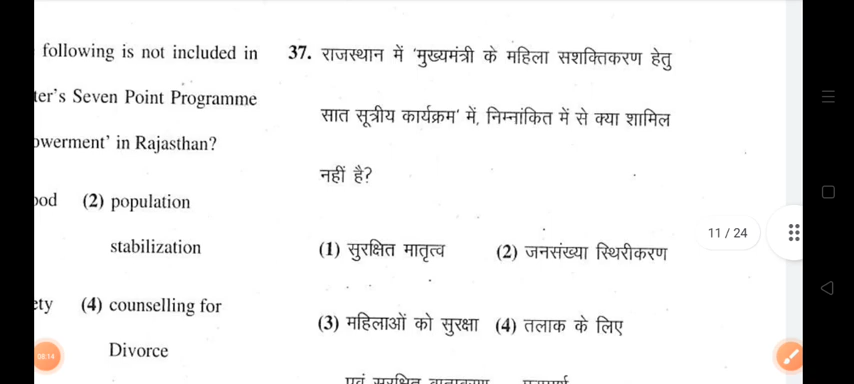 following is not included in
ter's Seven Point Programme
owerment' in Rajasthan?
(2) population
stabilization
(4) counselling for
Divorce
37. राजस्थान में 'मुख्यमंत्री के महिला सशक्तिकरण हेतु
सात सूत्रीय कार्यक्रम' में, निम्नांकित में से क्या शामिल
नहीं है?
(1) सुरक्षित मातृत्व (2) जनसंख्या स्थिरीकरण
(3) महिलाओं को सुरक्षा (4) तलाक के लिए
11 / 24
03:14